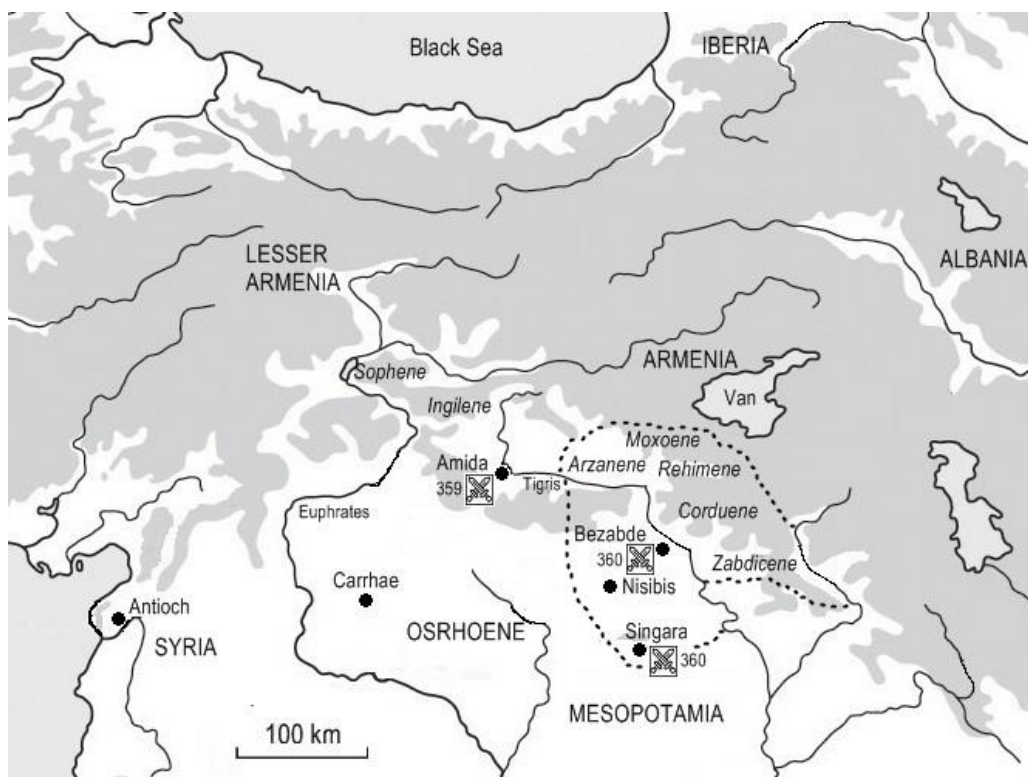 Black Sea
IBERIA
LESSER
ARMENIA
ALBANIA
ARMENIA
Sophene
Van
Ingilene
Moxoene
Amida
Arzanene
Rehimene
359
Tigris
Euphrates
Corduene
Bezabde
360
Zabdicene
Carrhae
Nisibis
Antioch
OSRHOENE
Singara
SYRIA
360
MESOPOTAMIA
100 km